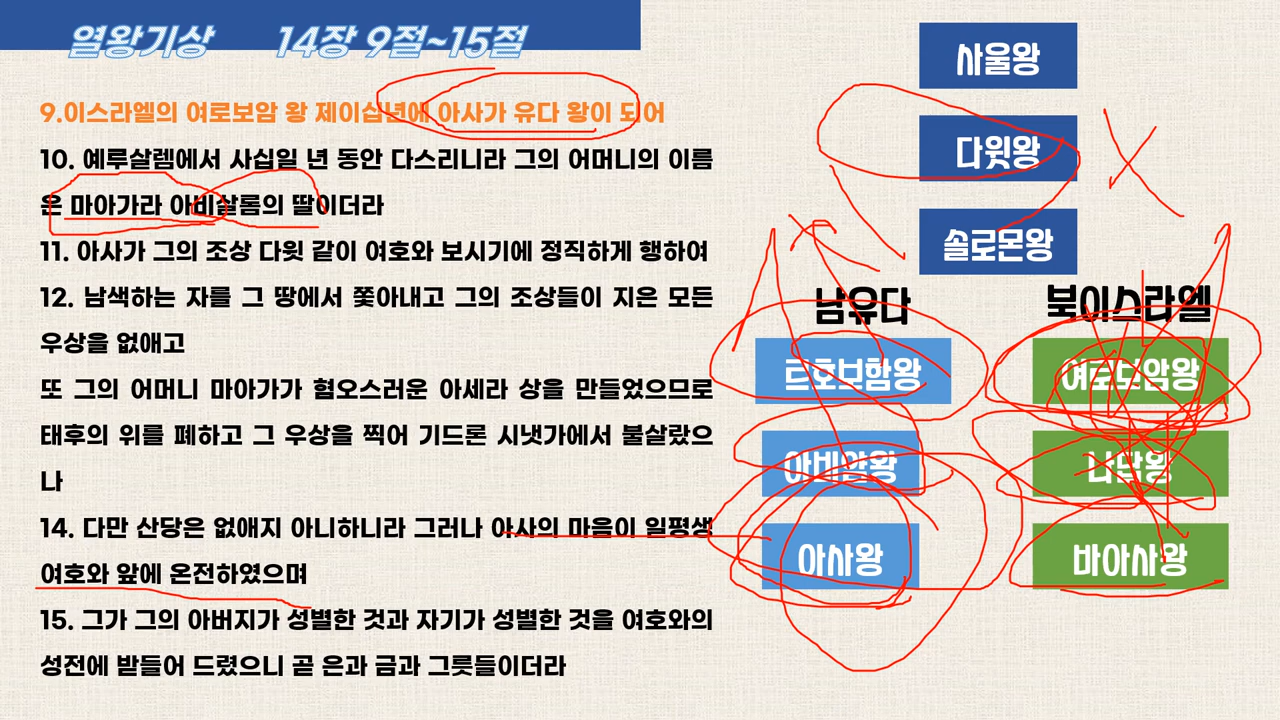 열왕기상 14장 9절~15절
9.이스라엘의 여로보암 왕 제이십년에 아사가 유다 왕이 되어
10. 예루살렘에서 사십일 년 동안 다스리니라 그의 어머니의 이름
은 마아가라 아비살롬의 딸이더라
11. 아사가 그의 조상 다윗 같이 여호와 보시기에 정직하게 행하여
12. 남색하는 자를 그 땅에서 쫓아내고 그의 조상들이 지은 모든
우상을 없애고
또 그의 어머니 마아가가 혐오스러운 아세라 상을 만들었으므로
태후의 위를 폐하고 그 우상을 찍어 기드론 시냇가에서 불살랐으
나
14. 다만 산당은 없애지 아니하니라 그러나 아사의 마음이 일평생
여호와 앞에 온전하였으며
15. 그가 그의 아버지가 성별한 것과 자기가 성별한 것을 여호와의
성전에 받들어 드렸으니 곧 은과 금과 그릇들이더라
사울왕
다윗왕
솔로몬왕
남유다
르호보함왕
아비얌왕
아사왕
북이스라엘
여로보암왕
나답왕
바아사왕